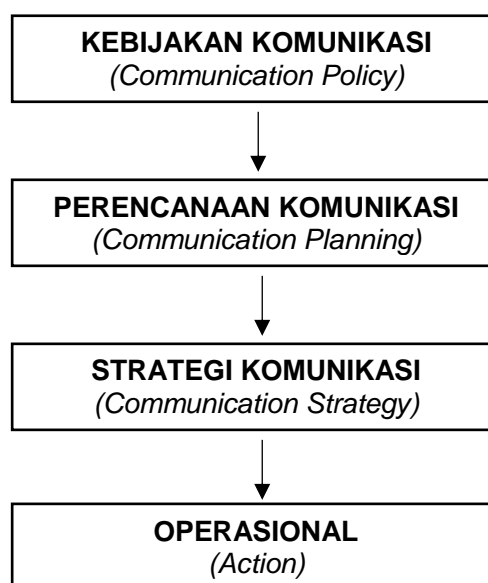 KEBIJAKAN KOMUNIKASI
(Communication Policy)
PERENCANAAN KOMUNIKASI
(Communication Planning)
STRATEGI KOMUNIKASI
(Communication Strategy)
OPERASIONAL
(Action)